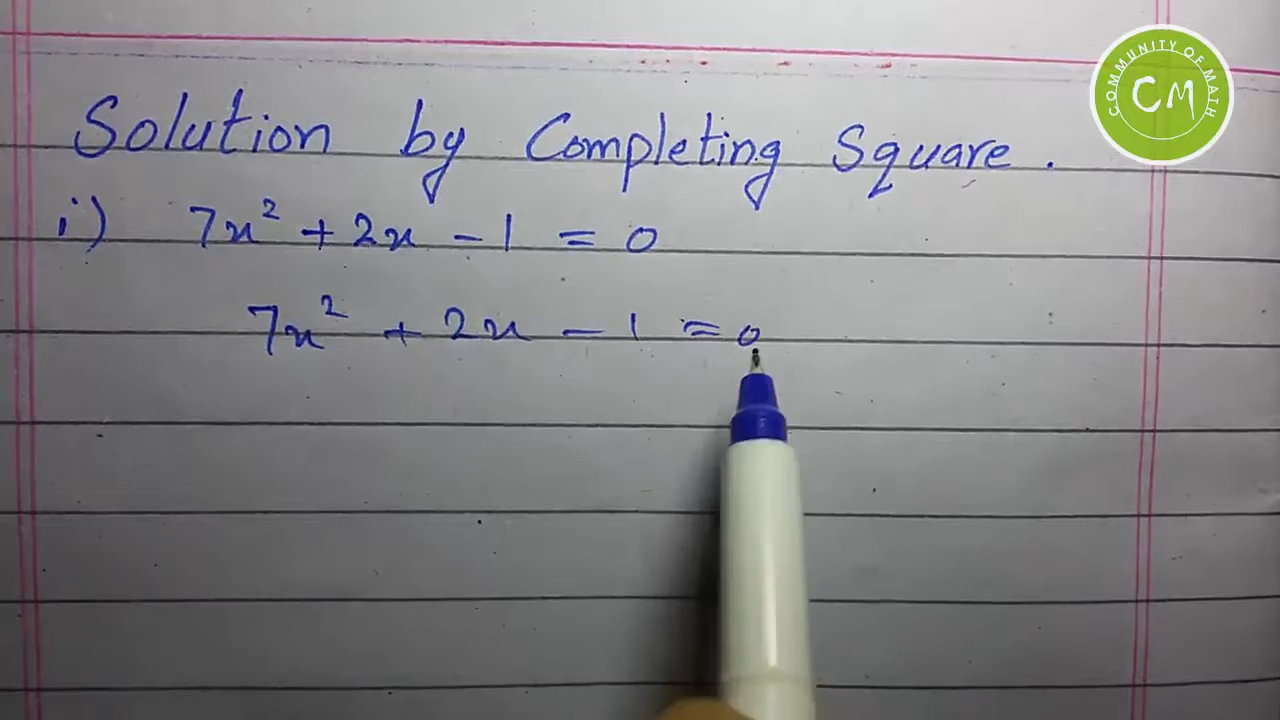 COMMUNITY OF MATH
CM
Solution by Completing Square.
i) 7x² + 2x - 1 = 0
7x² + 2x - 1 = 0